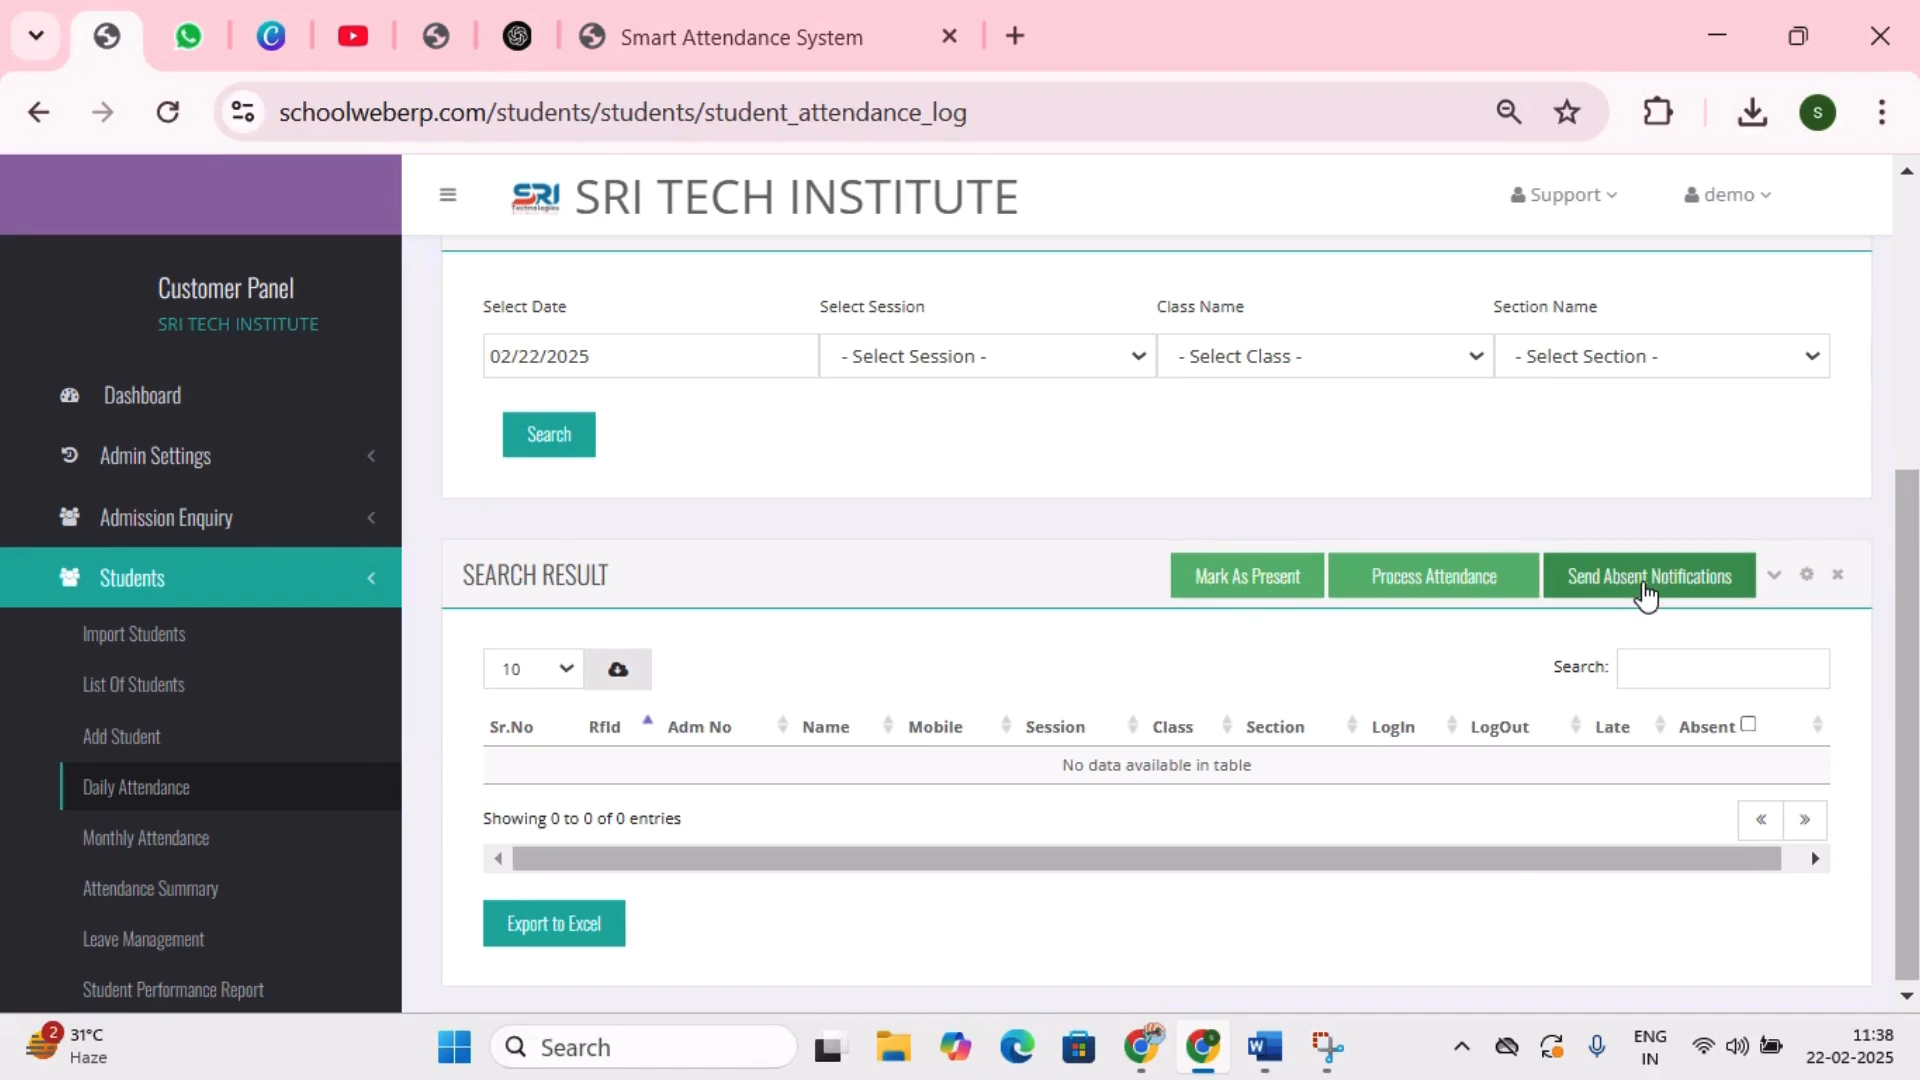 Smart Attendance System
schoolweberp.com/students/students/student_attendance_log
S
SRI Technologies
SRI TECH INSTITUTE
Support
demo
Customer Panel
SRI TECH INSTITUTE
Dashboard
Admin Settings
Admission Enquiry
Students
Import Students
List Of Students
Add Student
Daily Attendance
Monthly Attendance
Attendance Summary
Leave Management
Student Performance Report
Select Date
Select Session
Class Name
Section Name
02/22/2025
- Select Session -
- Select Class -
- Select Section -
Search
SEARCH RESULT
Mark As Present
Process Attendance
Send Absent Notifications
10
Search:
Sr.No RfId Adm No Name Mobile Session Class Section LogIn LogOut Late Absent
No data available in table
Showing 0 to 0 of 0 entries
« »
Export to Excel
2
31°C
Haze
Search
ENG
IN
11:38
22-02-2025